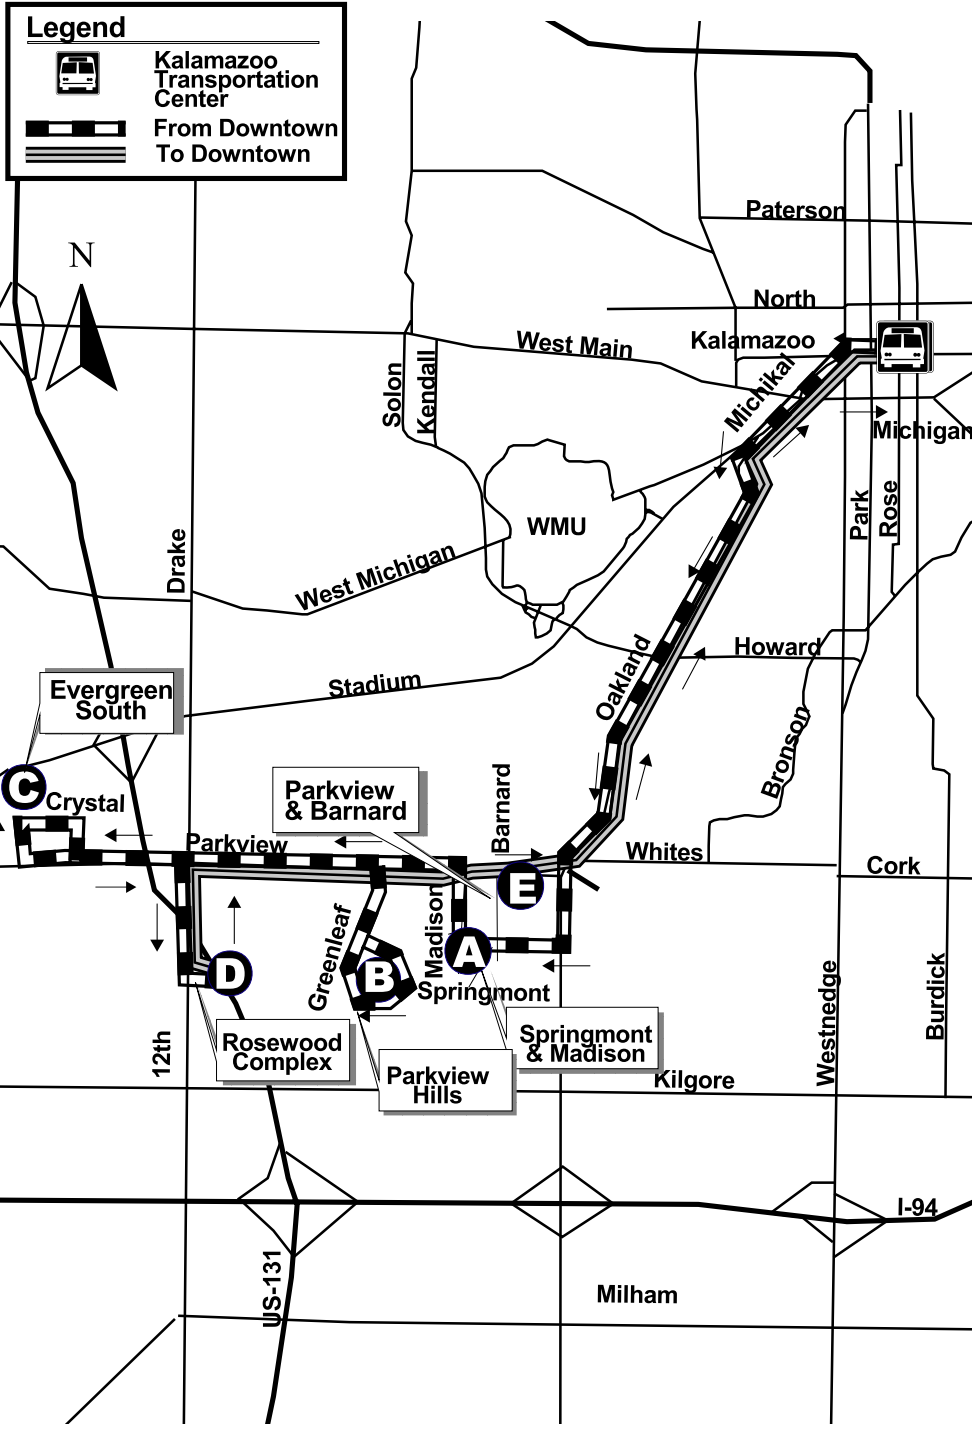 Legend
Kalamazoo
Transportation
Center
From Downtown
To Downtown
N
Paterson
North
Kalamazoo
West Main
Solon
Kendall
Michikal
Michigan
Park
Rose
WMU
Drake
West Michigan
Howard
Oakland
Stadium
Evergreen
South
Bronson
C
Crystal
Parkview
& Barnard
Barnard
Parkview
Whites
Cork
E
Madison
Greenleaf
A
B
D
Springmont
Rosewood
Complex
Springmont
& Madison
Parkview
Hills
12th
Westnedge
Burdick
Kilgore
I-94
US-131
Milham